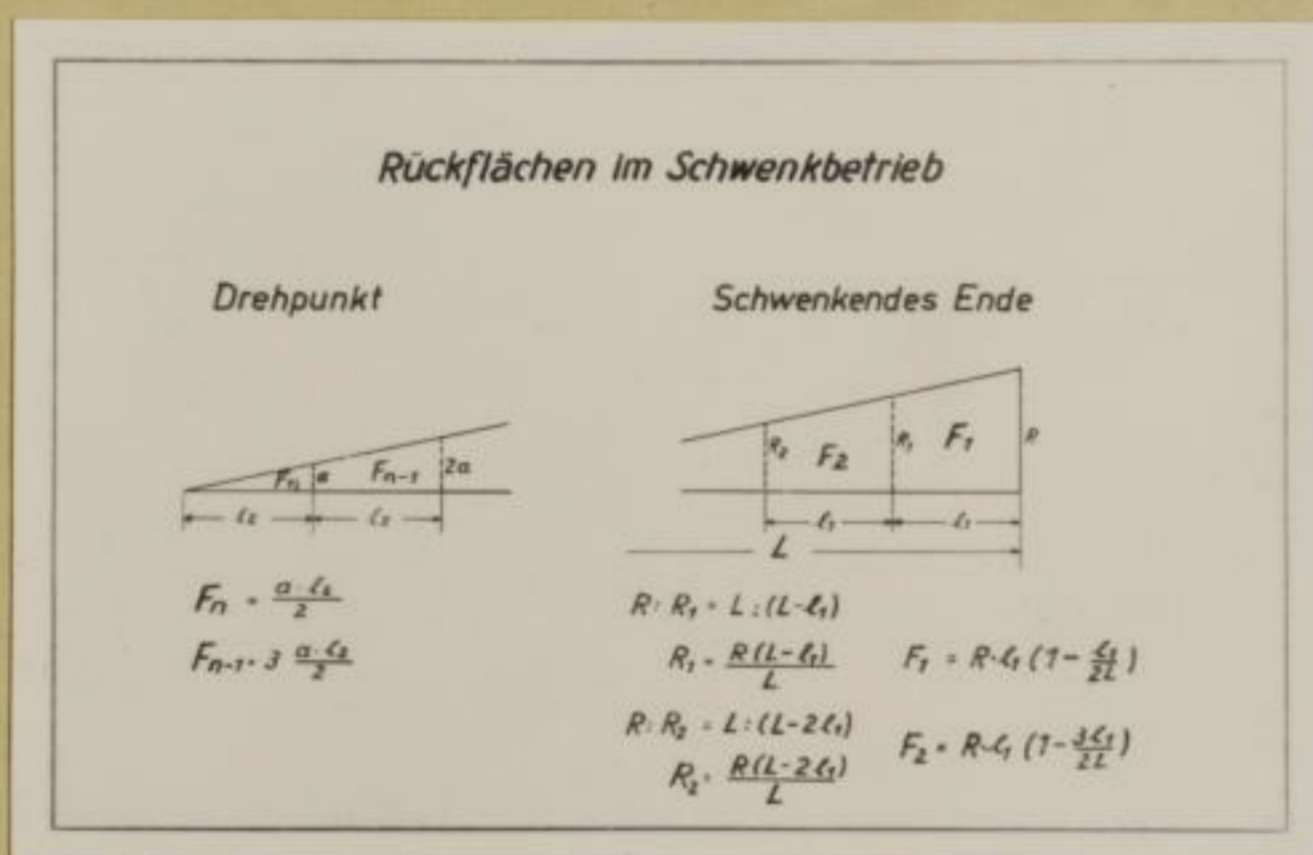 Rückflächen im Schwenkbetrieb
Drehpunkt
Fn a Fn-1 2a
ℓ2 ℓ2
Fn = a·ℓ2/2
Fn-1 = 3 a·ℓ2/2
Schwenkendes Ende
R2 F2 R1 F1 R
ℓ1 ℓ1
L
R:R1 = L:(L-ℓ1)
R1 = R(L-ℓ1)/L
R:R2 = L:(L-2ℓ1)
R2 = R(L-2ℓ1)/L
F1 = R·ℓ1 (1-ℓ1/2L)
F2 = R·ℓ1 (1-3ℓ1/2L)